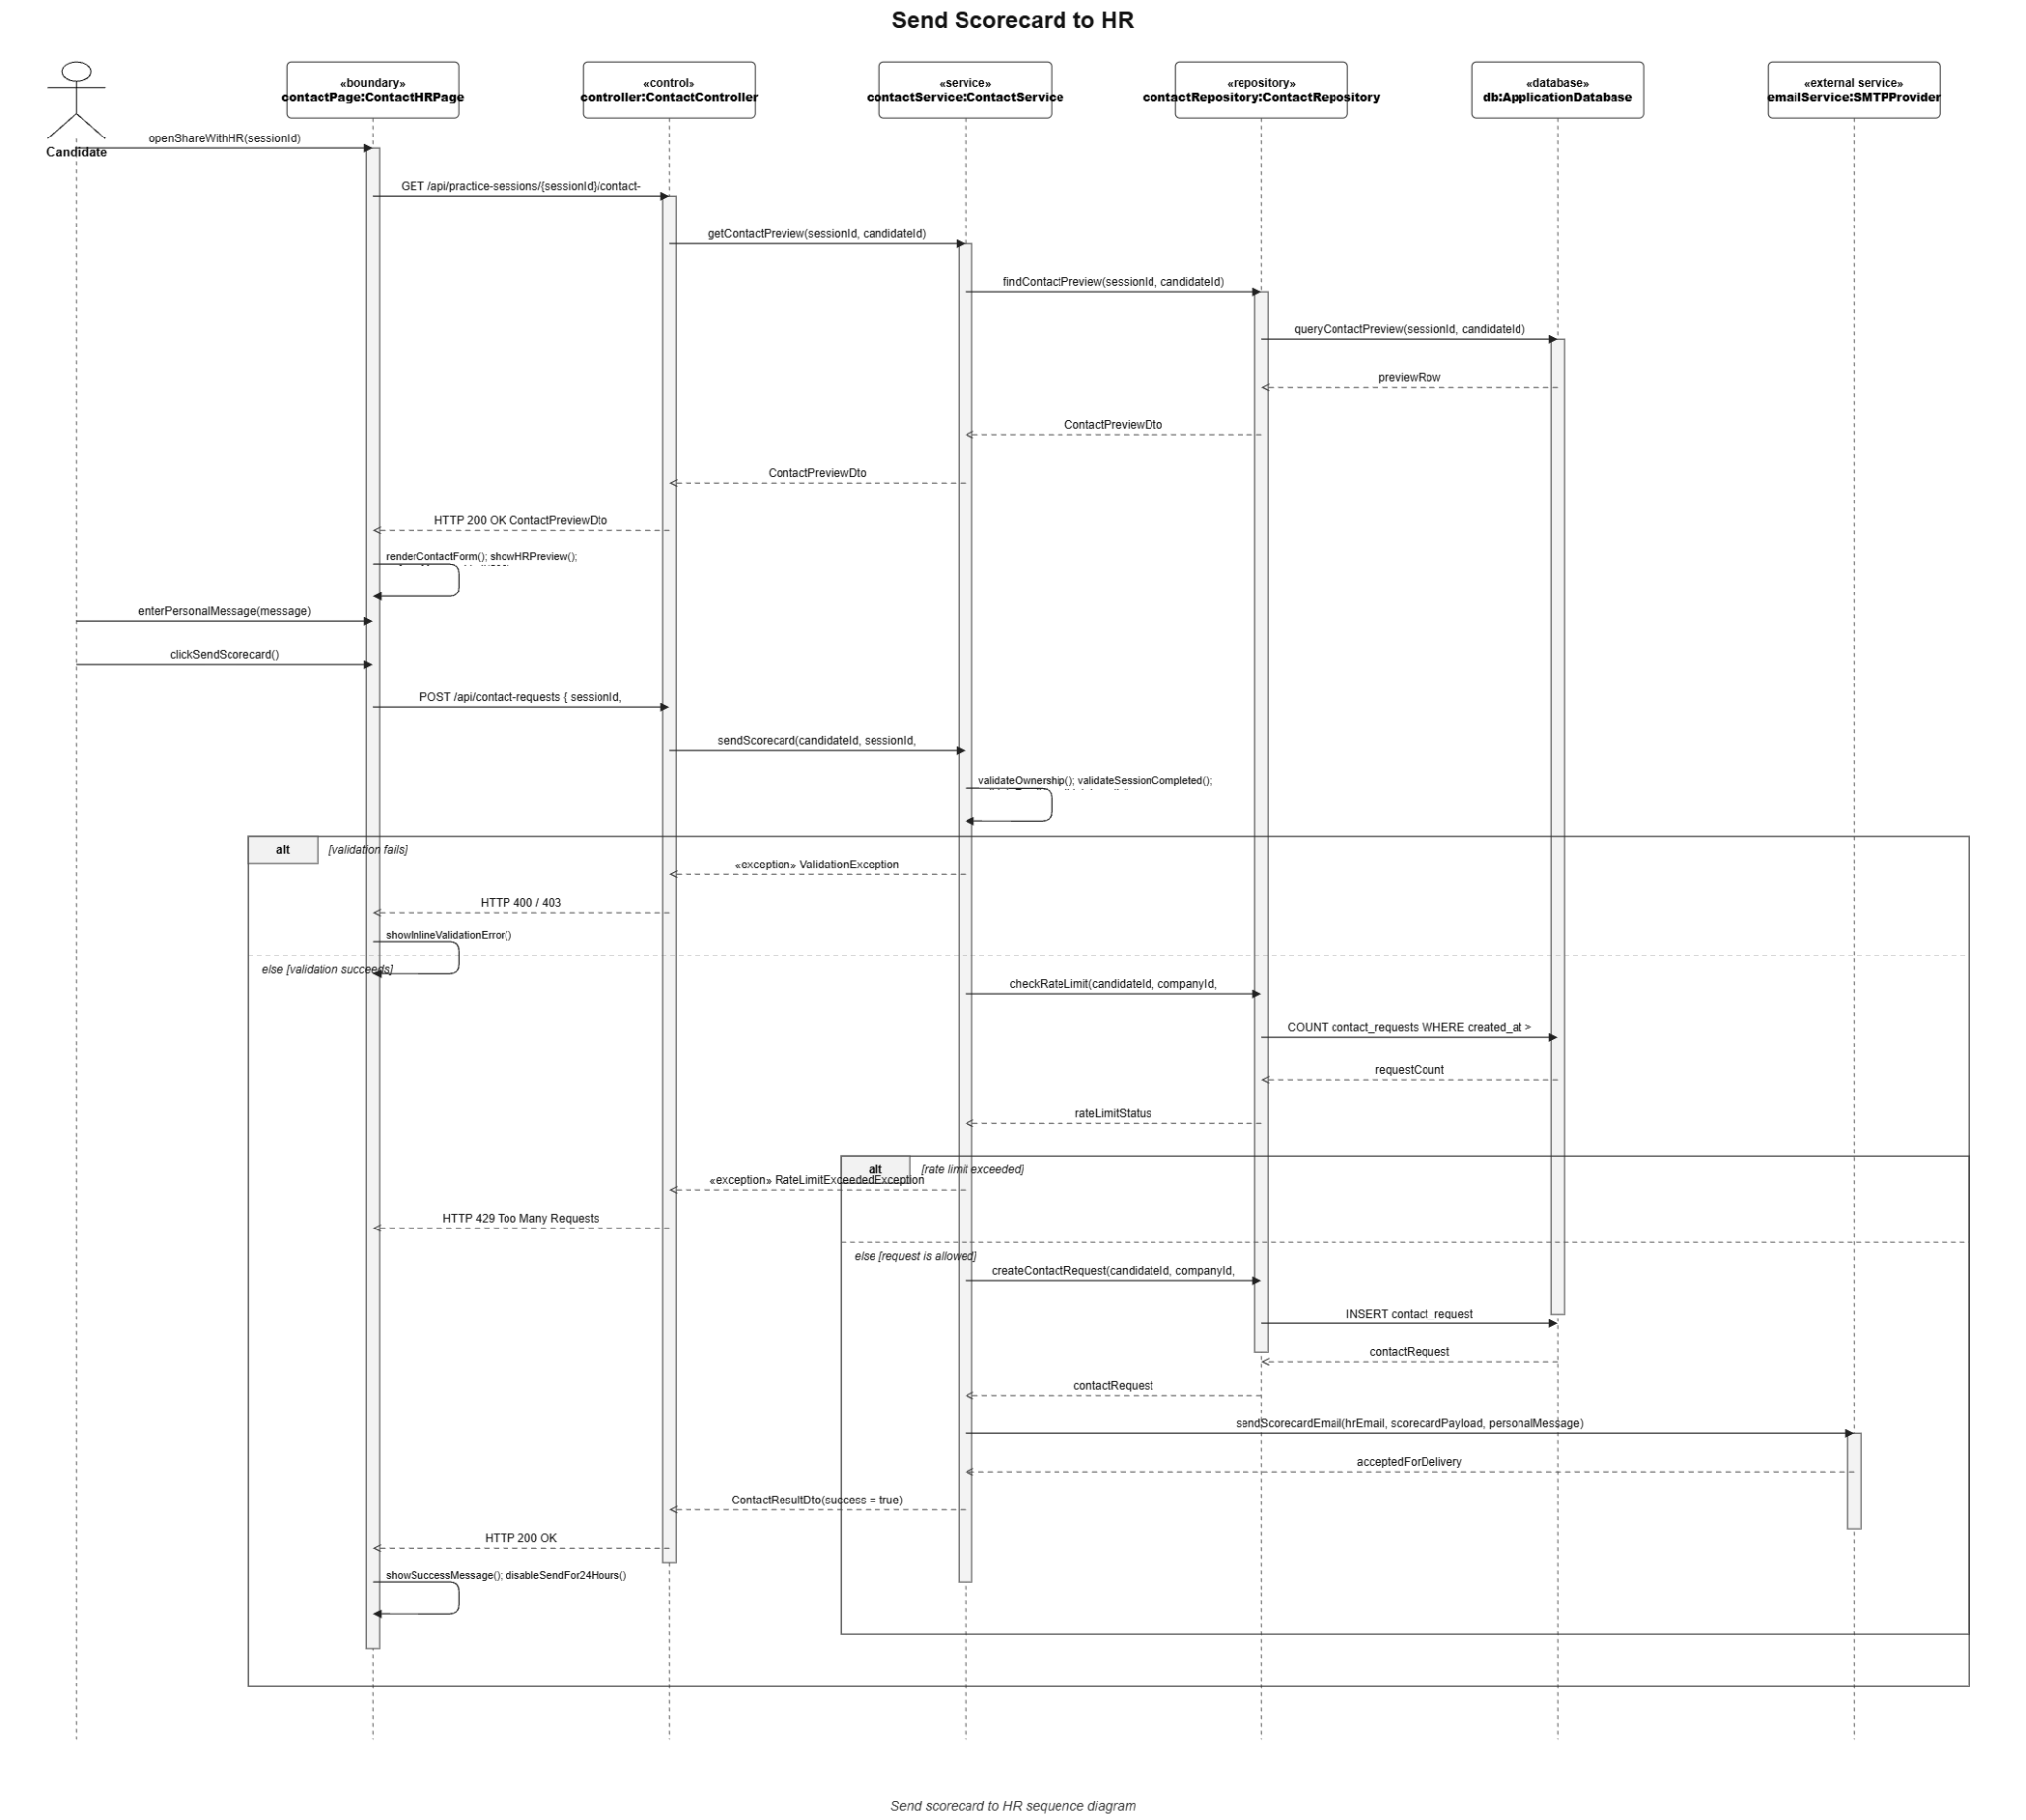 Send Scorecard to HR
«boundary»
contactPage:ContactHRPage
«control»
controller:ContactController
«service»
contactService:ContactService
«repository»
contactRepository:ContactRepository
«database»
db:ApplicationDatabase
«external service»
emailService:SMTPProvider
Candidate
openShareWithHR(sessionId)
GET /api/practice-sessions/{sessionId}/contact-
getContactPreview(sessionId, candidateId)
findContactPreview(sessionId, candidateId)
queryContactPreview(sessionId, candidateId)
previewRow
ContactPreviewDto
ContactPreviewDto
HTTP 200 OK ContactPreviewDto
renderContactForm(); showHRPreview();
enterPersonalMessage(message)
clickSendScorecard()
POST /api/contact-requests { sessionId,
sendScorecard(candidateId, sessionId,
validateOwnership(); validateSessionCompleted();
alt
[validation fails]
«exception» ValidationException
HTTP 400 / 403
showInlineValidationError()
else [validation succeeds]
checkRateLimit(candidateId, companyId,
COUNT contact_requests WHERE created_at >
requestCount
rateLimitStatus
alt
[rate limit exceeded]
«exception» RateLimitExceededException
HTTP 429 Too Many Requests
else [request is allowed]
createContactRequest(candidateId, companyId,
INSERT contact_request
contactRequest
contactRequest
sendScorecardEmail(hrEmail, scorecardPayload, personalMessage)
acceptedForDelivery
ContactResultDto(success = true)
HTTP 200 OK
showSuccessMessage(); disableSendFor24Hours()
Send scorecard to HR sequence diagram